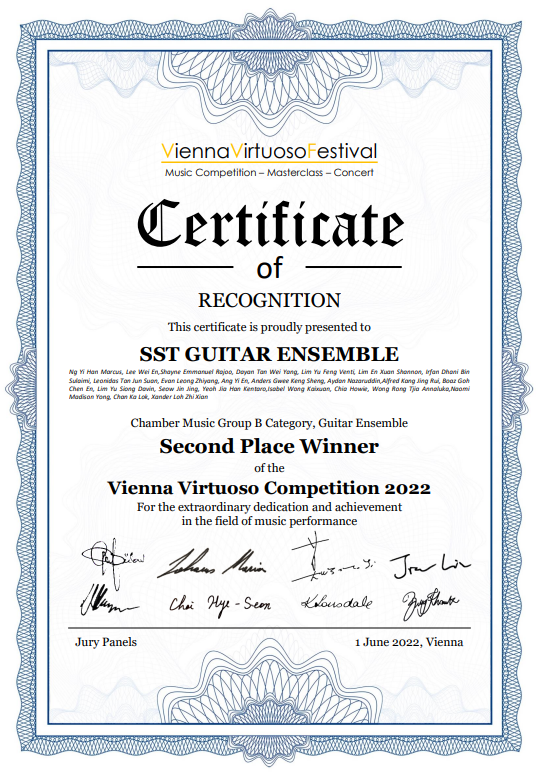 ViennaVirtuosoFestival
Music Competition – Masterclass – Concert
Certificate
of
RECOGNITION
This certificate is proudly presented to
SST GUITAR ENSEMBLE
Ng Yi Han Marcus, Lee Wei En,Shayne Emmanuel Rajoo, Dayan Tan Wei Yang, Lim Yu Feng Venti, Lim En Xuan Shannon, Irfan Dhani Bin
Sulaimi, Leonidas Tan Jun Suan, Evan Leong Zhiyang, Ang Yi En, Anders Gwee Keng Sheng, Aydan Nazaruddin,Alfred Kang Jing Rui, Boaz Goh
Chen En, Lim Yu Siong Davin, Seow Jin Jing, Yeoh Jia Han Kentaro,Isabel Wang Kaixuan, Chia Howie, Wong Rong Tjia Annaluka,Naomi
Madison Yong, Chan Ka Lok, Xander Loh Zhi Xian
Chamber Music Group B Category, Guitar Ensemble
Second Place Winner
of the
Vienna Virtuoso Competition 2022
For the extraordinary dedication and achievement
in the field of music performance
Johannes Marian
Choi Hye-Seon KLonsdale
Jury Panels 1 June 2022, Vienna